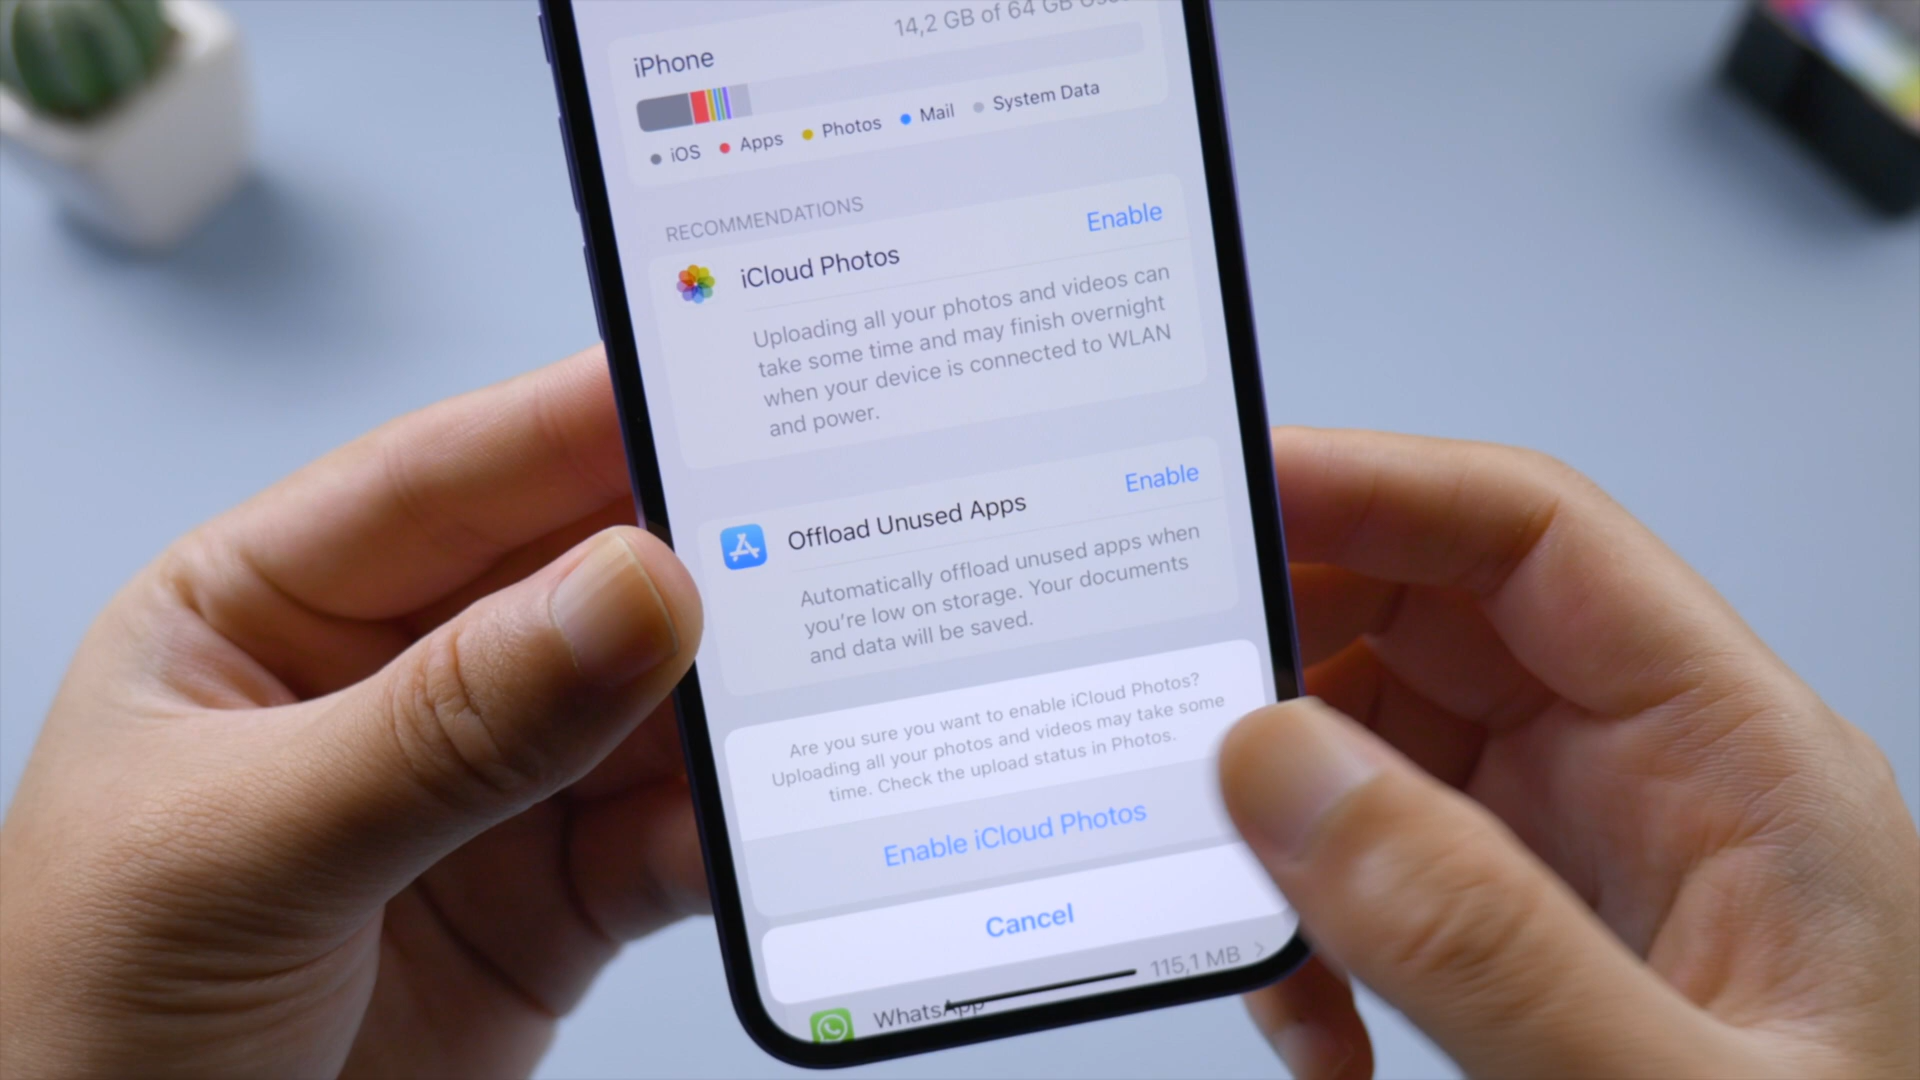 iPhone
14,2 GB of 64 GB Used
iOS
Apps
Photos
Mail
System Data
RECOMMENDATIONS
iCloud Photos
Enable
Uploading all your photos and videos can
take some time and may finish overnight
when your device is connected to WLAN
and power.
Offload Unused Apps
Enable
Automatically offload unused apps when
you're low on storage. Your documents
and data will be saved.
Are you sure you want to enable iCloud Photos?
Uploading all your photos and videos may take some
time. Check the upload status in Photos.
Enable iCloud Photos
Cancel
WhatsApp
115,1 MB